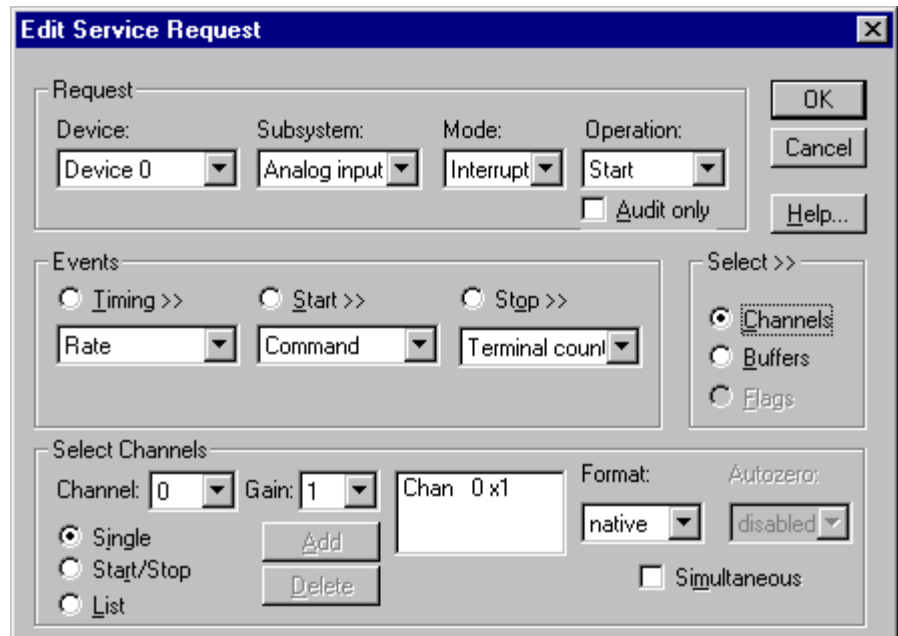 Edit Service Request
Request
Device: Subsystem: Mode: Operation:
Device 0 Analog input Interrupt Start
Audit only
OK
Cancel
Help...
Events
Timing >> Start >> Stop >>
Rate Command Terminal count
Select >>
Channels
Buffers
Flags
Select Channels
Channel: 0 Gain: 1
Single
Start/Stop
List
Add
Delete
Chan 0 x1
Format: Autozero:
native disabled
Simultaneous